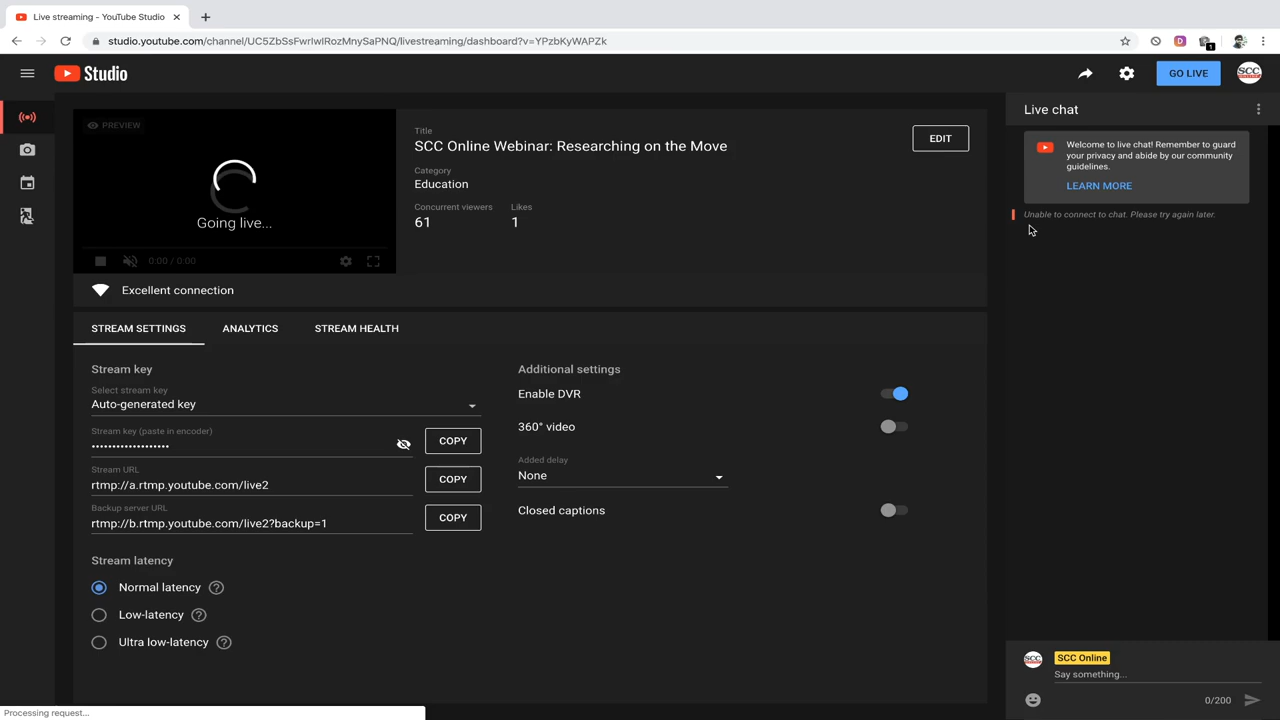 Live streaming - YouTube Studio
studio.youtube.com/channel/UC5ZbSsFwrIwIRozMnySaPNQ/livestreaming/dashboard?v=YPzbKyWAPZk
1
Studio
GO LIVE
SCC
PREVIEW
Going live...
0:00 / 0:00
Title
SCC Online Webinar: Researching on the Move
EDIT
Category
Education
Concurrent viewers
Likes
61
1
Excellent connection
STREAM SETTINGS
ANALYTICS
STREAM HEALTH
Stream key
Select stream key
Auto-generated key
Stream key (paste in encoder)
•••••••••••••••••••
COPY
Stream URL
rtmp://a.rtmp.youtube.com/live2
COPY
Backup server URL
rtmp://b.rtmp.youtube.com/live2?backup=1
COPY
Stream latency
Normal latency
Low-latency
Ultra low-latency
Additional settings
Enable DVR
360° video
Added delay
None
Closed captions
Live chat
Welcome to live chat! Remember to guard
your privacy and abide by our community
guidelines.
LEARN MORE
Unable to connect to chat. Please try again later.
SCC
SCC Online
Say something...
0/200
Processing request...